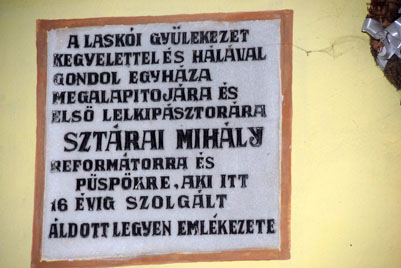 A LASKÓI GYÜLEKEZET
KEGYELETTEL ÉS HÁLÁVAL
GONDOL EGYHÁZA
MEGALAPITOJÁRA ÉS
ELSŐ LELKIPÁSZTORÁRA
SZTÁRAI MIHÁLY
REFORMÁTORRA ÉS
PÜSPÖKRE, AKI ITT
16 ÉVIG SZOLGÁLT
ÁLDOTT LEGYEN EMLÉKEZETE